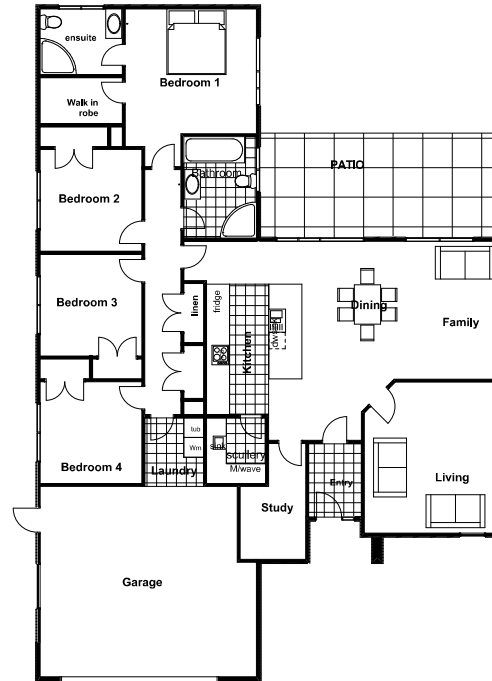 ensuite
Bedroom 1
Walk in
robe
Bathroom
PATIO
Bedroom 2
Bedroom 3
linen
fridge
Dining
Family
Kitchen
Bedroom 4
tub
Wm
Laundry
sink
scullery
M/wave
Entry
Living
Study
Garage